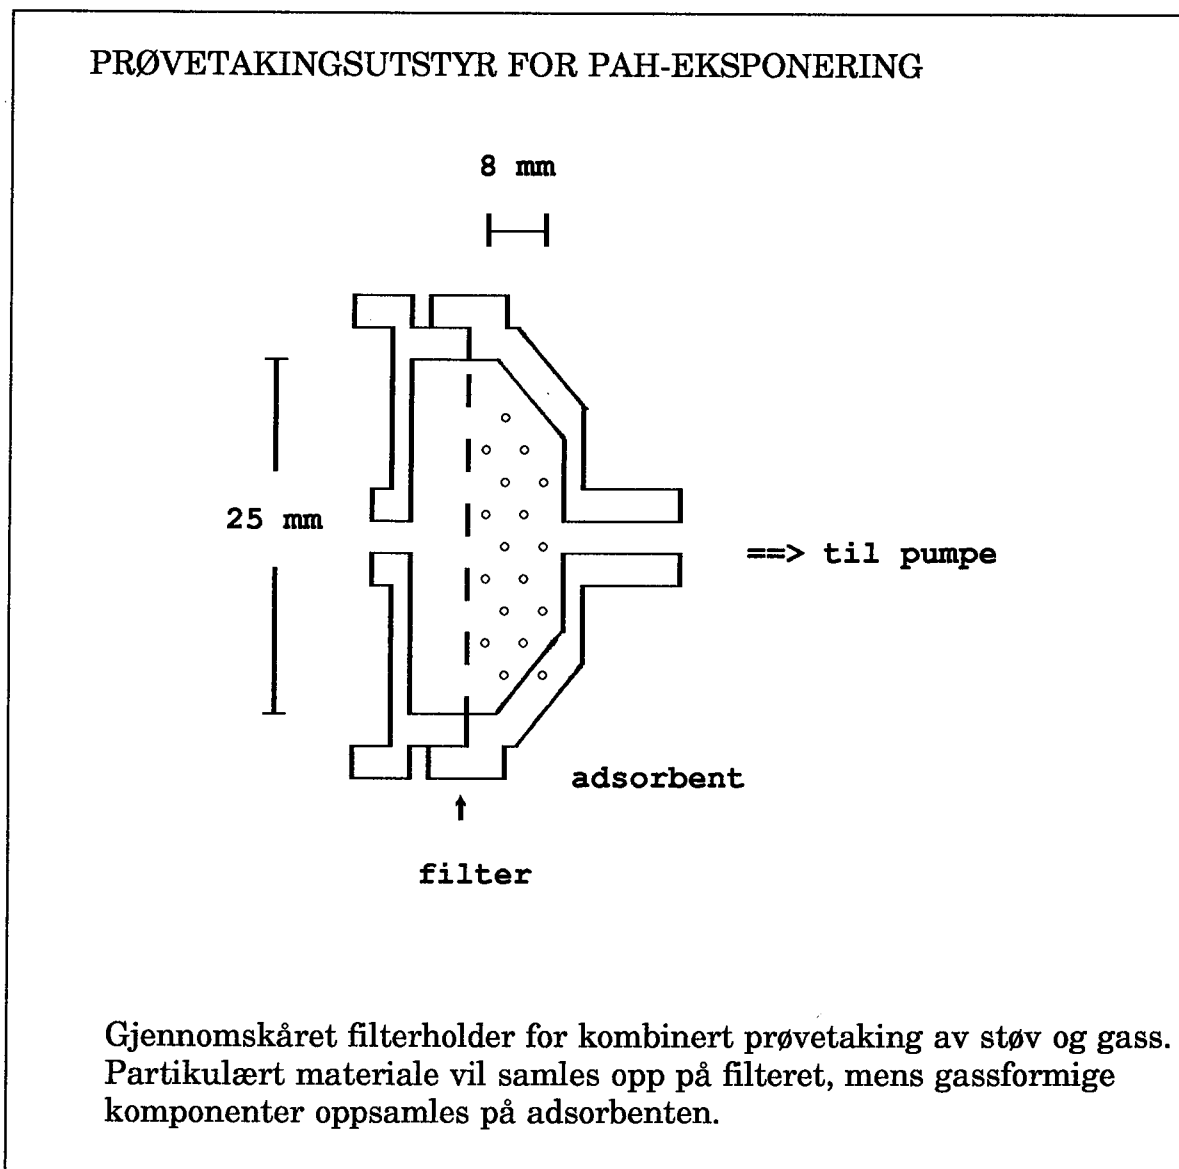 PRØVETAKINGSUTSTYR FOR PAH-EKSPONERING
8 mm
25 mm
==> til pumpe
adsorbent
filter
Gjennomskåret filterholder for kombinert prøvetaking av støv og gass.
Partikulært materiale vil samles opp på filteret, mens gassformige
komponenter oppsamles på adsorbenten.